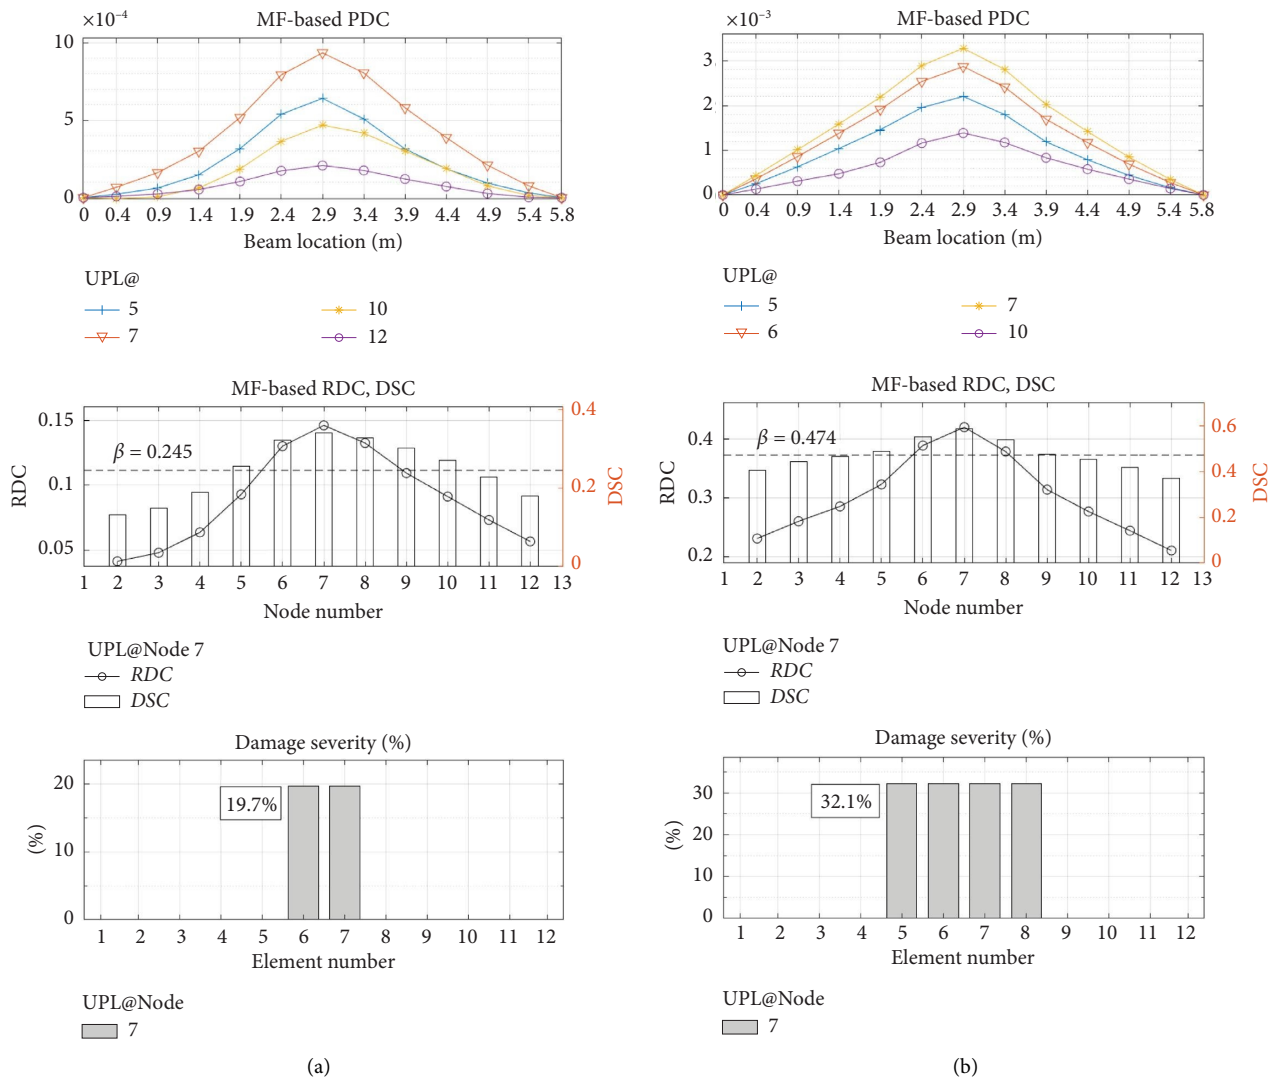 ×10⁻⁴
MF-based PDC
10
5
0
0 0.4 0.9 1.4 1.9 2.4 2.9 3.4 3.9 4.4 4.9 5.4 5.8
Beam location (m)
UPL@
5
10
7
12
MF-based RDC, DSC
0.15
0.1
0.05
RDC
β = 0.245
0.4
0.2
0
DSC
1 2 3 4 5 6 7 8 9 10 11 12 13
Node number
UPL@Node 7
RDC
DSC
Damage severity (%)
20
10
0
(%)
19.7%
1 2 3 4 5 6 7 8 9 10 11 12
Element number
UPL@Node
7
(a)
×10⁻³
MF-based PDC
3
2
1
0
0 0.4 0.9 1.4 1.9 2.4 2.9 3.4 3.9 4.4 4.9 5.4 5.8
Beam location (m)
UPL@
5
7
6
10
MF-based RDC, DSC
0.4
0.3
0.2
RDC
β = 0.474
0.6
0.4
0.2
0
DSC
1 2 3 4 5 6 7 8 9 10 11 12 13
Node number
UPL@Node 7
RDC
DSC
Damage severity (%)
30
20
10
0
(%)
32.1%
1 2 3 4 5 6 7 8 9 10 11 12
Element number
UPL@Node
7
(b)